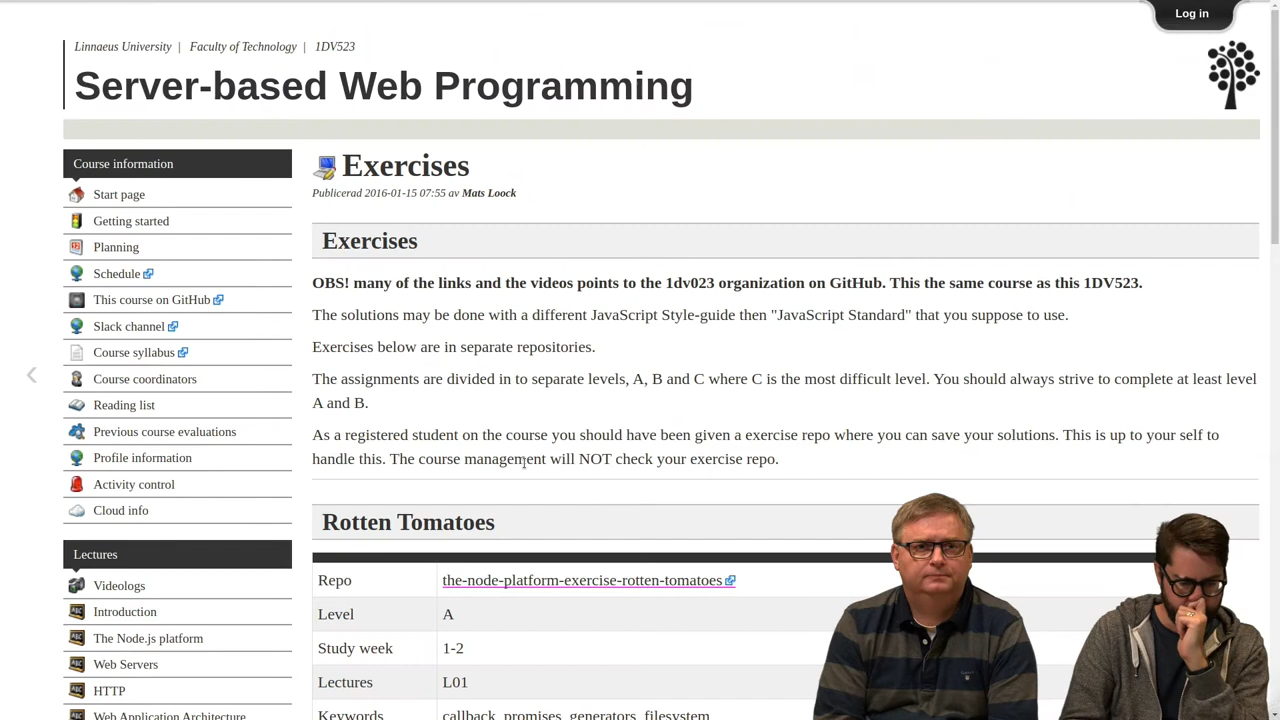 Log in
Linnaeus University | Faculty of Technology | 1DV523
Server-based Web Programming
Course information
Start page
Getting started
Planning
Schedule
This course on GitHub
Slack channel
Course syllabus
Course coordinators
Reading list
Previous course evaluations
Profile information
Activity control
Cloud info
Lectures
Videologs
Introduction
The Node.js platform
Web Servers
HTTP
Web Application Architecture
Exercises
Publicerad 2016-01-15 07:55 av Mats Loock
Exercises
OBS! many of the links and the videos points to the 1dv023 organization on GitHub. This the same course as this 1DV523.
The solutions may be done with a different JavaScript Style-guide then "JavaScript Standard" that you suppose to use.
Exercises below are in separate repositories.
The assignments are divided in to separate levels, A, B and C where C is the most difficult level. You should always strive to complete at least level
A and B.
As a registered student on the course you should have been given a exercise repo where you can save your solutions. This is up to your self to
handle this. The course management will NOT check your exercise repo.
Rotten Tomatoes
Repo the-node-platform-exercise-rotten-tomatoes
Level A
Study week 1-2
Lectures L01
Keywords callback, promises, generators, filesystem